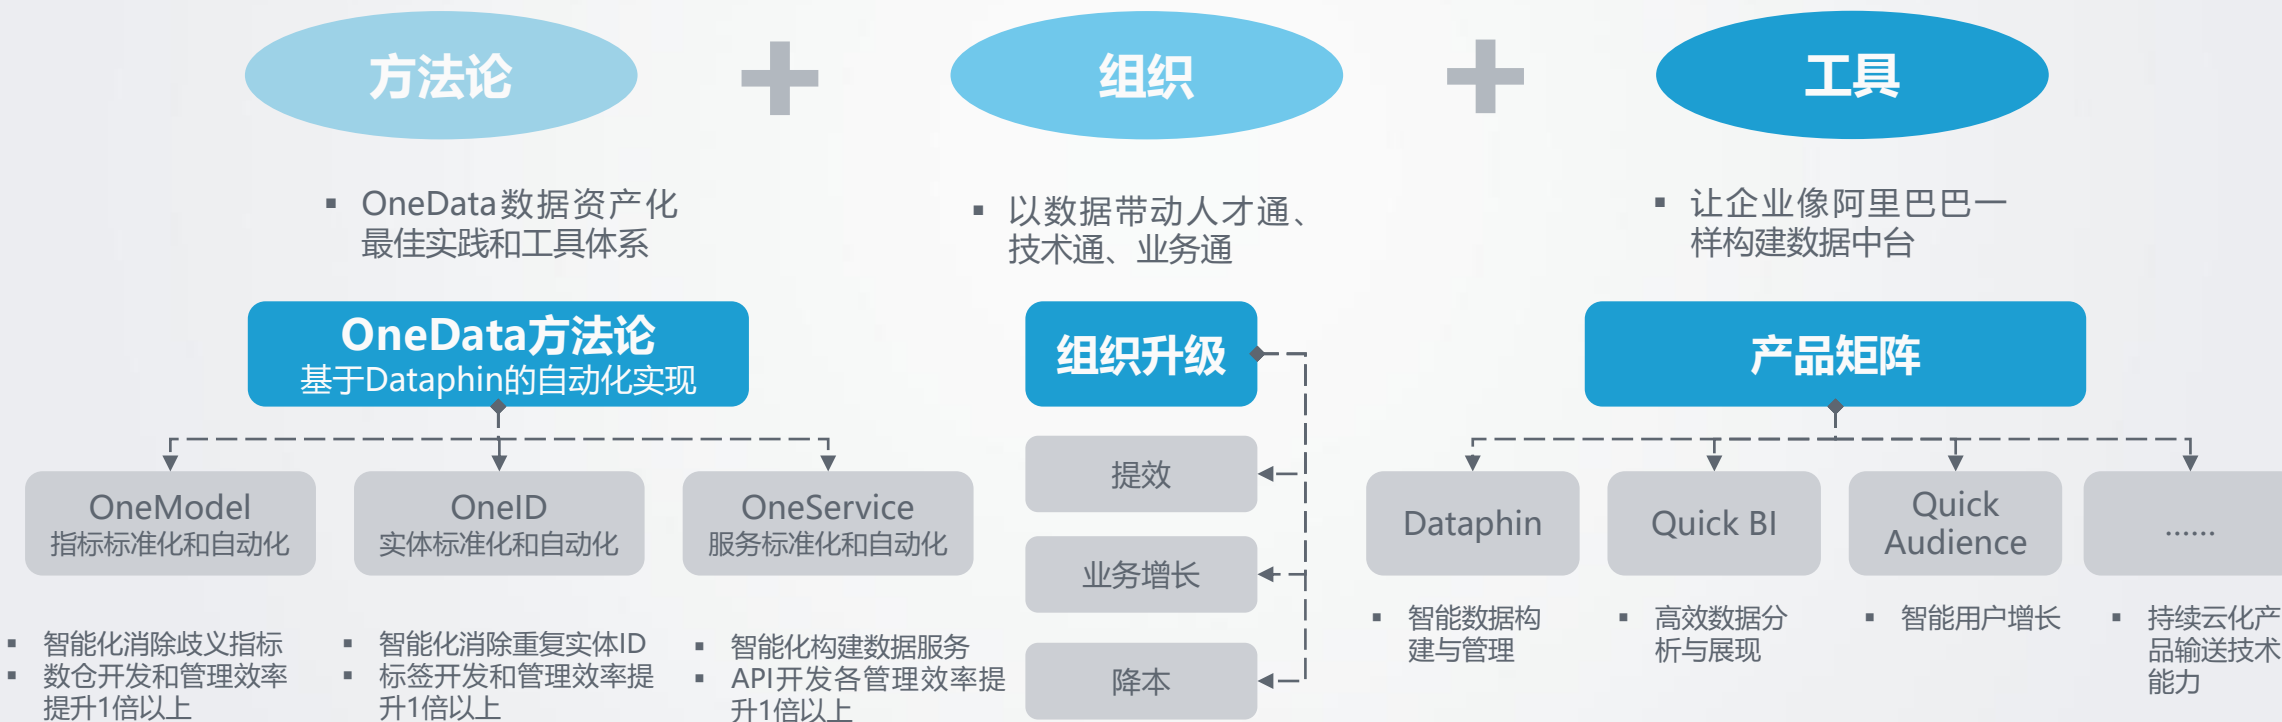 方法论
组织
工具
▪ OneData数据资产化
最佳实践和工具体系
▪ 以数据带动人才通、
技术通、业务通
▪ 让企业像阿里巴巴一
样构建数据中台
OneData方法论
基于Dataphin的自动化实现
组织升级
产品矩阵
OneModel
指标标准化和自动化
OneID
实体标准化和自动化
OneService
服务标准化和自动化
提效
业务增长
降本
Dataphin
Quick BI
Quick
Audience
......
▪ 智能化消除歧义指标
▪ 数仓开发和管理效率
提升1倍以上
▪ 智能化消除重复实体ID
▪ 标签开发和管理效率提
升1倍以上
▪ 智能化构建数据服务
▪ API开发各管理效率提
升1倍以上
▪ 智能数据构
建与管理
▪ 高效数据分
析与展现
▪ 智能用户增长
▪ 持续云化产
品输送技术
能力